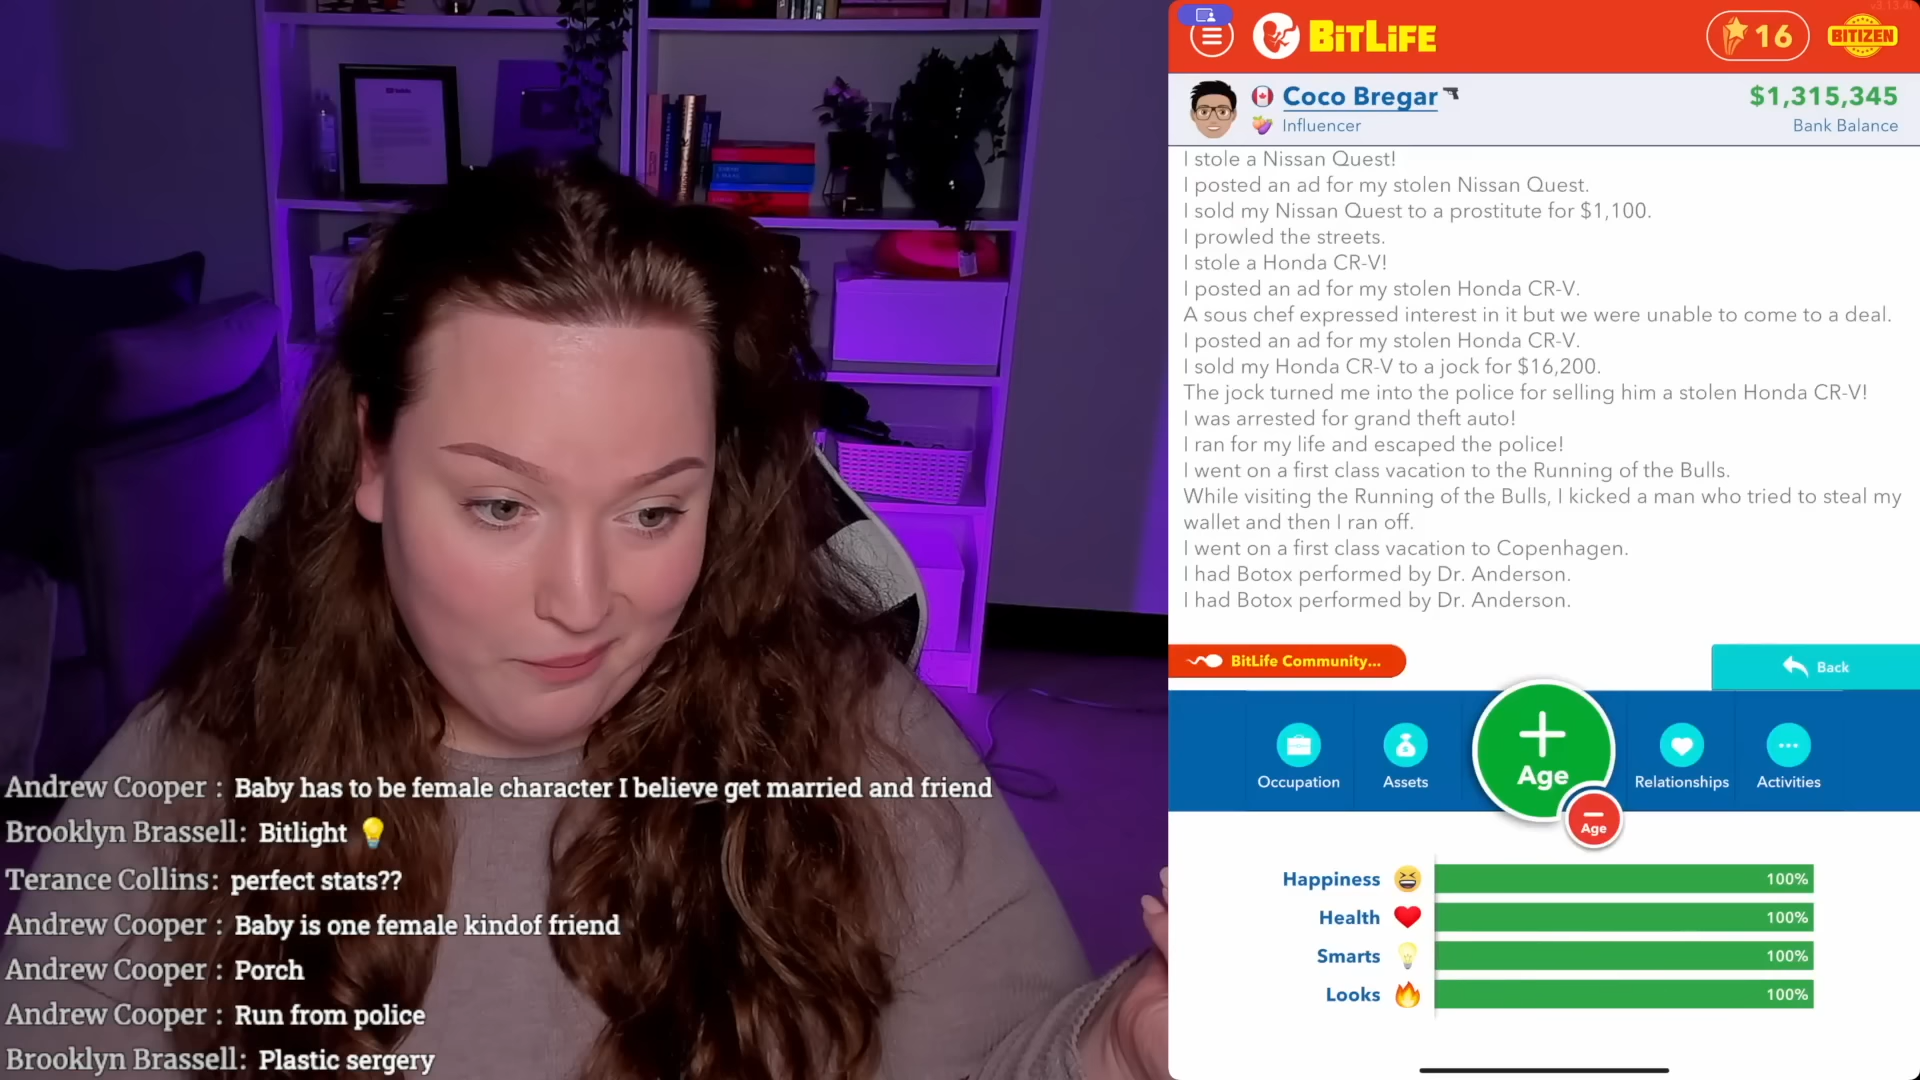 v3.13.4
BITLIFE
16
BITIZEN
Coco Bregar
$1,315,345
Influencer
Bank Balance
I stole a Nissan Quest!
I posted an ad for my stolen Nissan Quest.
I sold my Nissan Quest to a prostitute for $1,100.
I prowled the streets.
I stole a Honda CR-V!
I posted an ad for my stolen Honda CR-V.
A sous chef expressed interest in it but we were unable to come to a deal.
I posted an ad for my stolen Honda CR-V.
I sold my Honda CR-V to a jock for $16,200.
The jock turned me into the police for selling him a stolen Honda CR-V!
I was arrested for grand theft auto!
I ran for my life and escaped the police!
I went on a first class vacation to the Running of the Bulls.
While visiting the Running of the Bulls, I kicked a man who tried to steal my
wallet and then I ran off.
I went on a first class vacation to Copenhagen.
I had Botox performed by Dr. Anderson.
I had Botox performed by Dr. Anderson.
BitLife Community...
Back
Occupation
Assets
Age
Relationships
Activities
Age
Happiness
100%
Health
100%
Smarts
100%
Looks
100%
Andrew Cooper : Baby has to be female character I believe get married and friend
Brooklyn Brassell: Bitlight 💡
Terance Collins: perfect stats??
Andrew Cooper : Baby is one female kindof friend
Andrew Cooper : Porch
Andrew Cooper : Run from police
Brooklyn Brassell: Plastic sergery